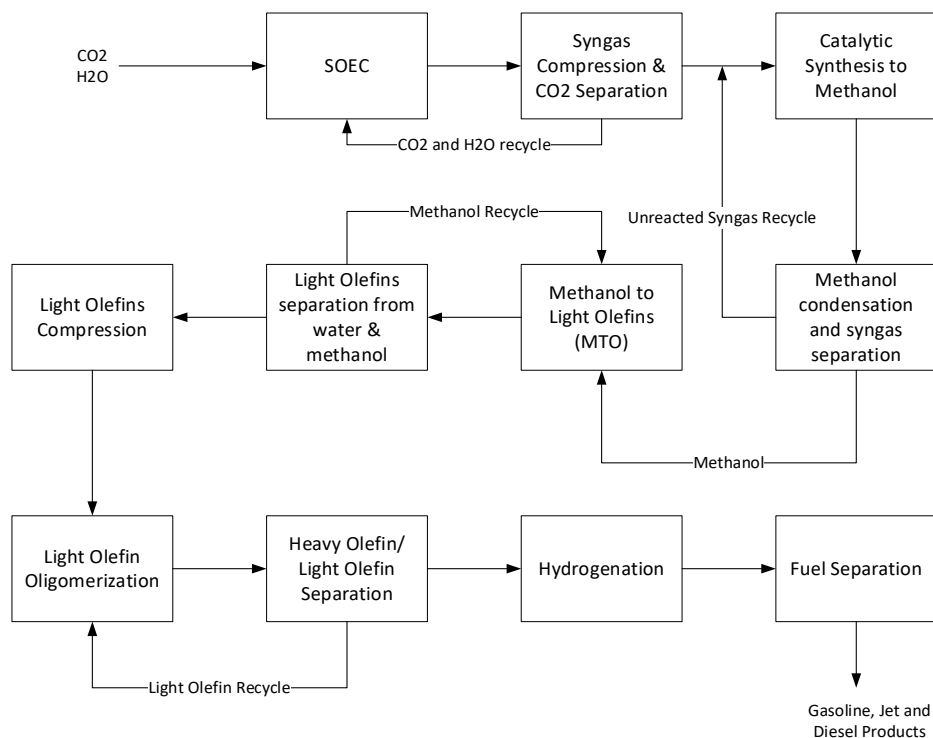 CO2
H2O
SOEC
Syngas
Compression &
CO2 Separation
Catalytic
Synthesis to
Methanol
CO2 and H2O recycle
Methanol Recycle
Unreacted Syngas Recycle
Light Olefins
Compression
Light Olefins
separation from
water &
methanol
Methanol to
Light Olefins
(MTO)
Methanol
condensation
and syngas
separation
Methanol
Light Olefin
Oligomerization
Heavy Olefin/
Light Olefin
Separation
Hydrogenation
Fuel Separation
Light Olefin Recycle
Gasoline, Jet and
Diesel Products